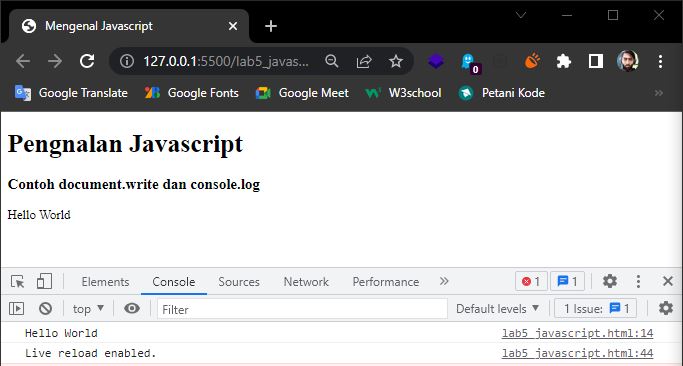 Mengenal Javascript
127.0.0.1:5500/lab5_javas...
0
Google Translate Google Fonts Google Meet W3school Petani Kode
Pengnalan Javascript
Contoh document.write dan console.log
Hello World
Elements Console Sources Network Performance » 1 1
top Filter Default levels 1 Issue: 1
Hello World lab5_javascript.html:14
Live reload enabled. lab5_javascript.html:44